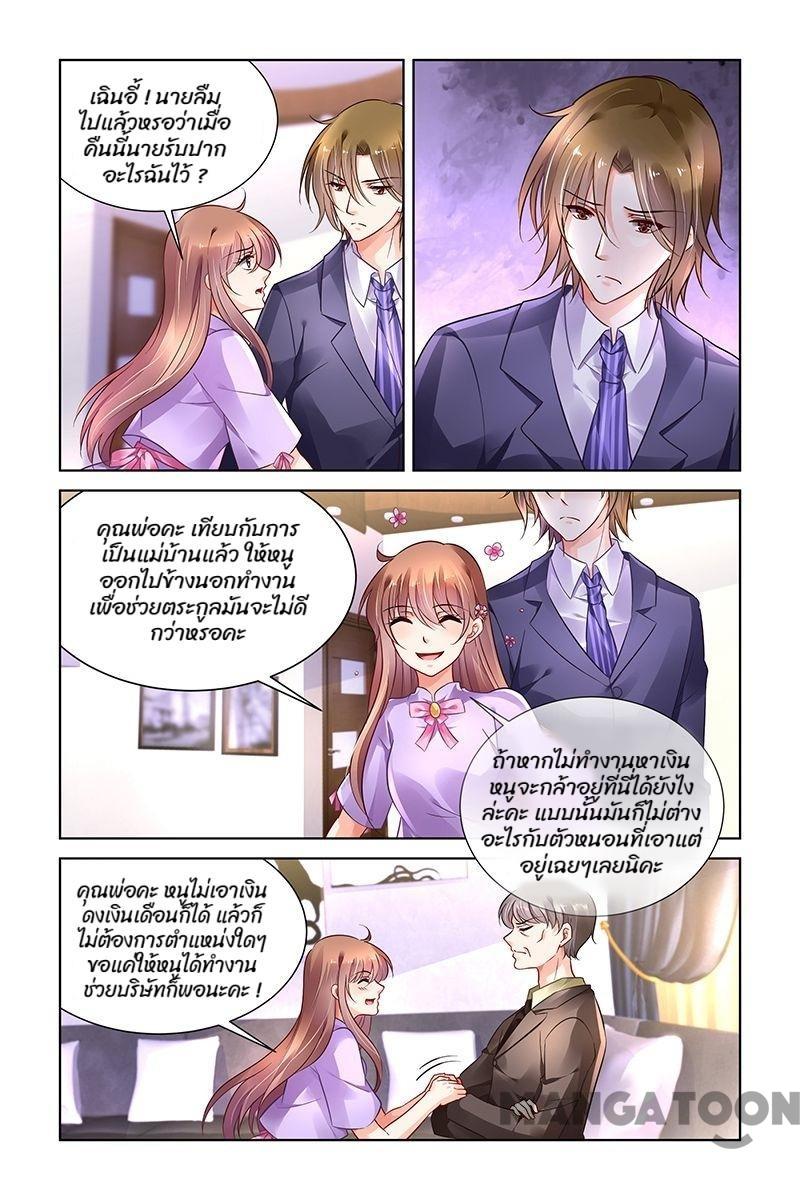 เฉินอี้ ! นายลืม
ไปแล้วหรอว่าเมื่อ
คืนนี้นายรับปาก
อะไรฉันไว้ ?
คุณพ่อคะ เทียบกับการ
เป็นแม่บ้านแล้ว ให้หนู
ออกไปข้างนอกทำงาน
เพื่อช่วยตระกูลมันจะไม่ดี
กว่าหรอคะ
ถ้าหากไม่ทำงานหาเงิน
หนูจะกล้าอยู่ที่นี่ได้ยังไง
ล่ะคะ แบบนั้นมันก็ไม่ต่าง
อะไรกับตัวหนอนที่เอาแต่
อยู่เฉยๆเลยนิคะ
คุณพ่อคะ หนูไม่เอาเงิน
ดงเงินเดือนก็ได้ แล้วก็
ไม่ต้องการตำแหน่งใดๆ
ขอแค่ให้หนูได้ทำงาน
ช่วยบริษัทก็พอนะคะ !
MANGATOON